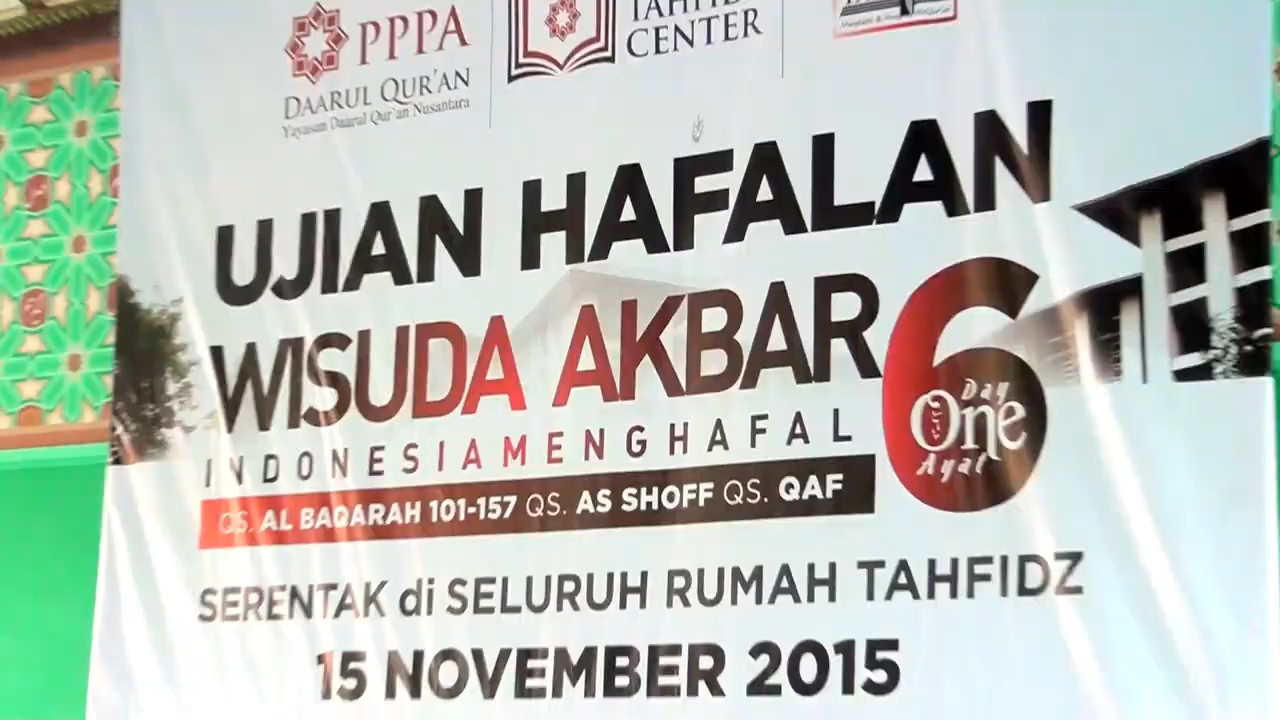 PPPA
DAARUL QUR'AN
Yayasan Daarul Qur'an Nusantara
CENTER
UJIAN HAFALAN
WISUDA AKBAR 6
INDONESIAMENGHAFAL
Day
One
Ayat
QS. AL BAQARAH 101-157 QS. AS SHOFF QS. QAF
SERENTAK di SELURUH RUMAH TAHFIDZ
15 NOVEMBER 2015